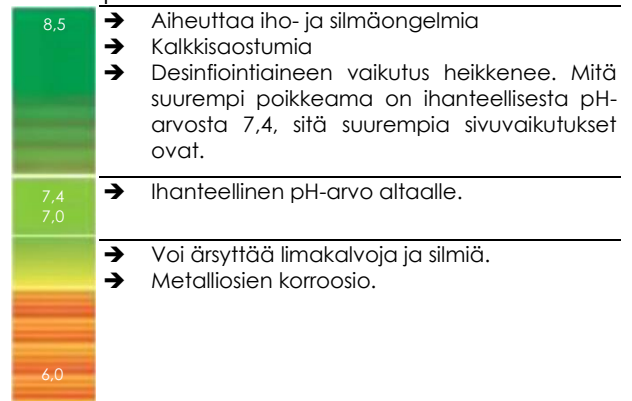 8,5
➔ Aiheuttaa iho- ja silmäongelmia
➔ Kalkkisaostumia
➔ Desinfiointiaineen vaikutus heikkenee. Mitä
suurempi poikkeama on ihanteellisesta pH-
arvosta 7,4, sitä suurempia sivuvaikutukset
ovat.
7,4
7,0
➔ Ihanteellinen pH-arvo altaalle.
➔ Voi ärsyttää limakalvoja ja silmiä.
➔ Metalliosien korroosio.
6,0